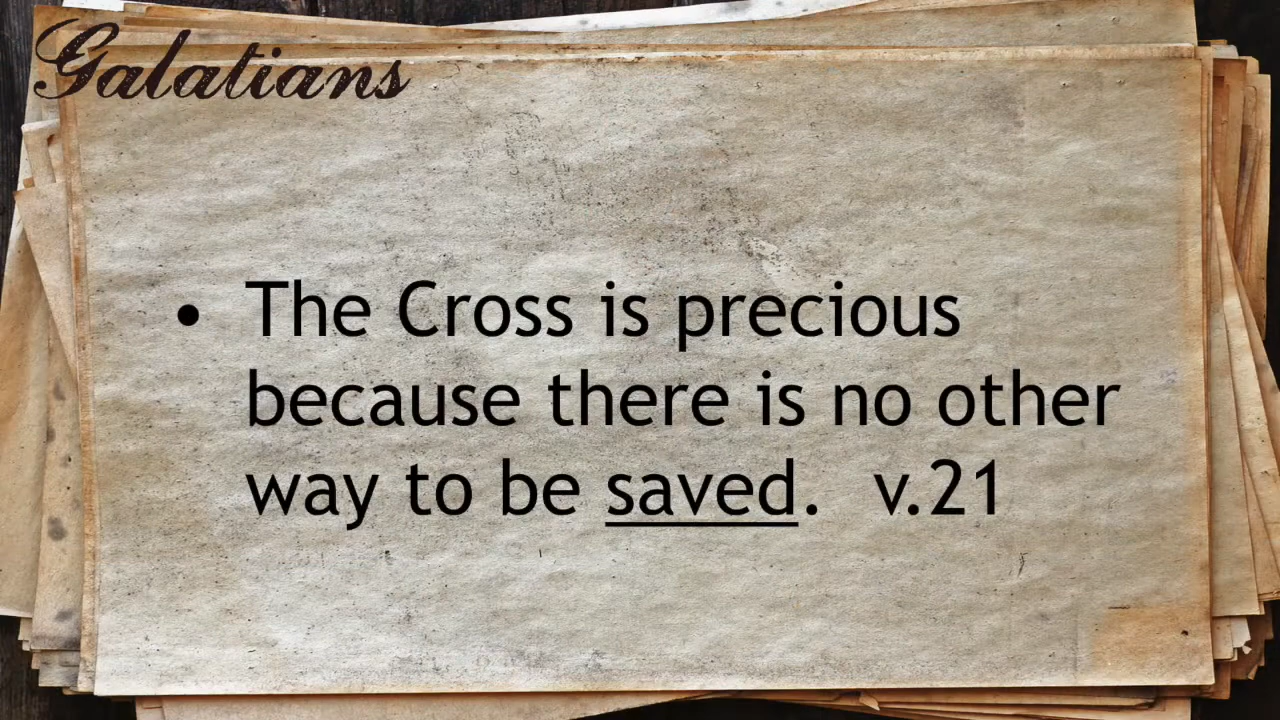 Galatians
• The Cross is precious
because there is no other
way to be saved. v.21